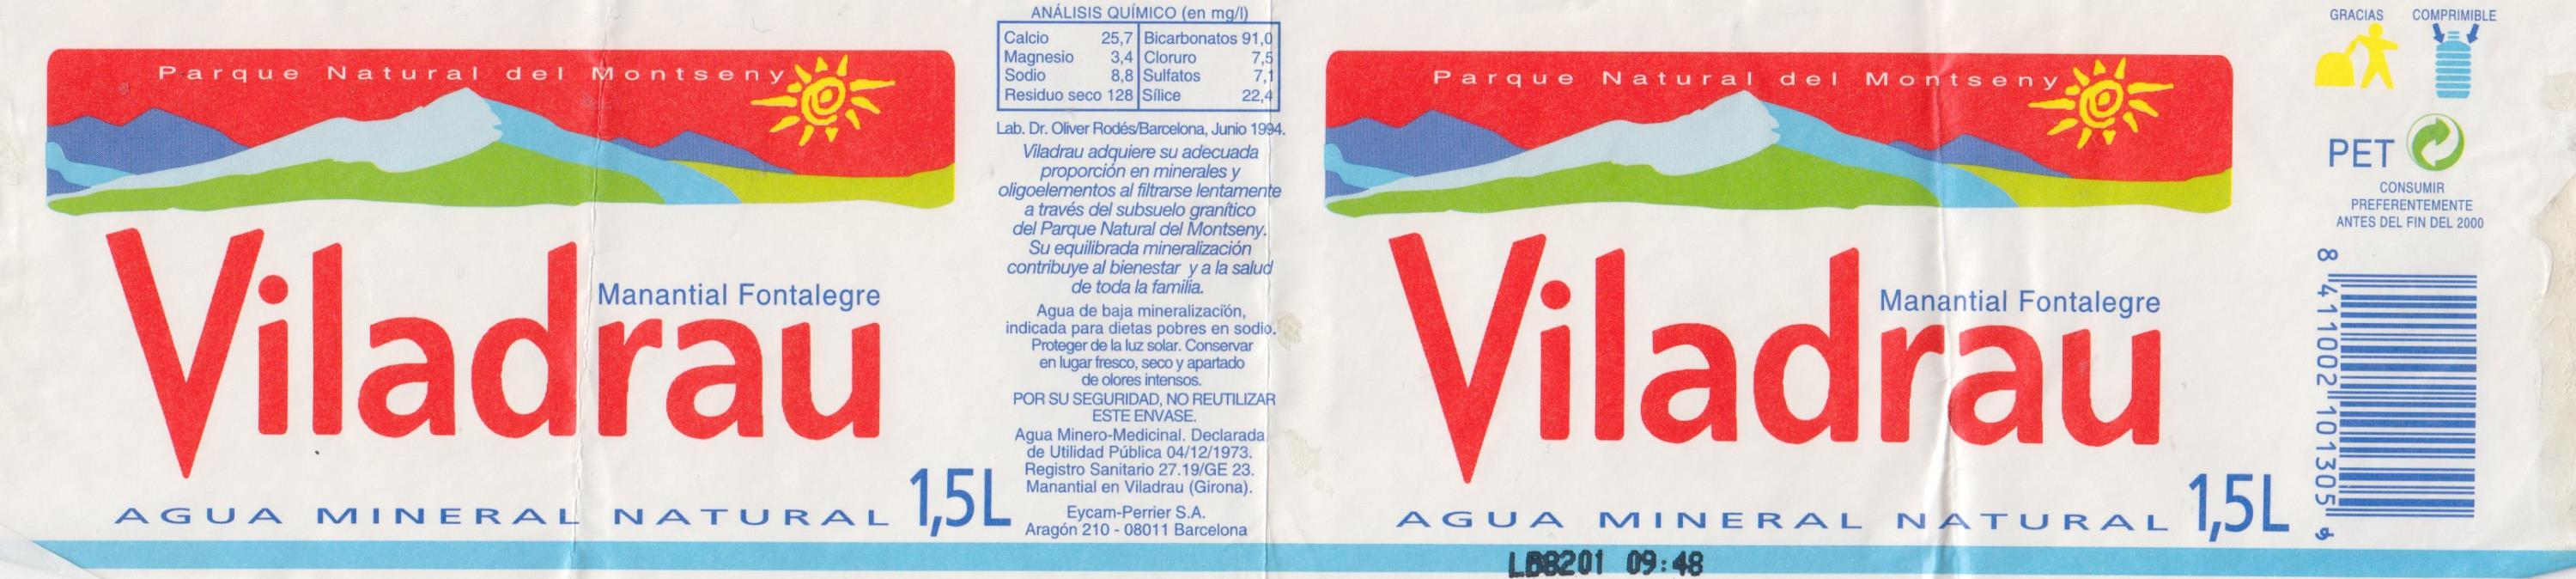 Parque Natural del Montseny
Viladrau
Manantial Fontalegre
AGUA MINERAL NATURAL
1,5L
ANÁLISIS QUÍMICO (en mg/l)
Calcio 25,7 Bicarbonatos 91,0
Magnesio 3,4 Cloruro 7,5
Sodio 8,8 Sulfatos 7,1
Residuo seco 128 Sílice 22,4
Lab. Dr. Oliver Rodés/Barcelona, Junio 1994.
Viladrau adquiere su adecuada
proporción en minerales y
oligoelementos al filtrarse lentamente
a través del subsuelo granítico
del Parque Natural del Montseny.
Su equilibrada mineralización
contribuye al bienestar y a la salud
de toda la familia.
Agua de baja mineralización,
indicada para dietas pobres en sodio.
Proteger de la luz solar. Conservar
en lugar fresco, seco y apartado
de olores intensos.
POR SU SEGURIDAD, NO REUTILIZAR
ESTE ENVASE.
Agua Minero-Medicinal. Declarada
de Utilidad Pública 04/12/1973.
Registro Sanitario 27.19/GE 23.
Manantial en Viladrau (Girona).
Eycam-Perrier S.A.
Aragón 210 - 08011 Barcelona
Parque Natural del Montseny
Viladrau
Manantial Fontalegre
AGUA MINERAL NATURAL
1,5L
09:48
GRACIAS COMPRIMIBLE
PET
CONSUMIR
PREFERENTEMENTE
ANTES DEL FIN DEL 2000
8 411002 101305